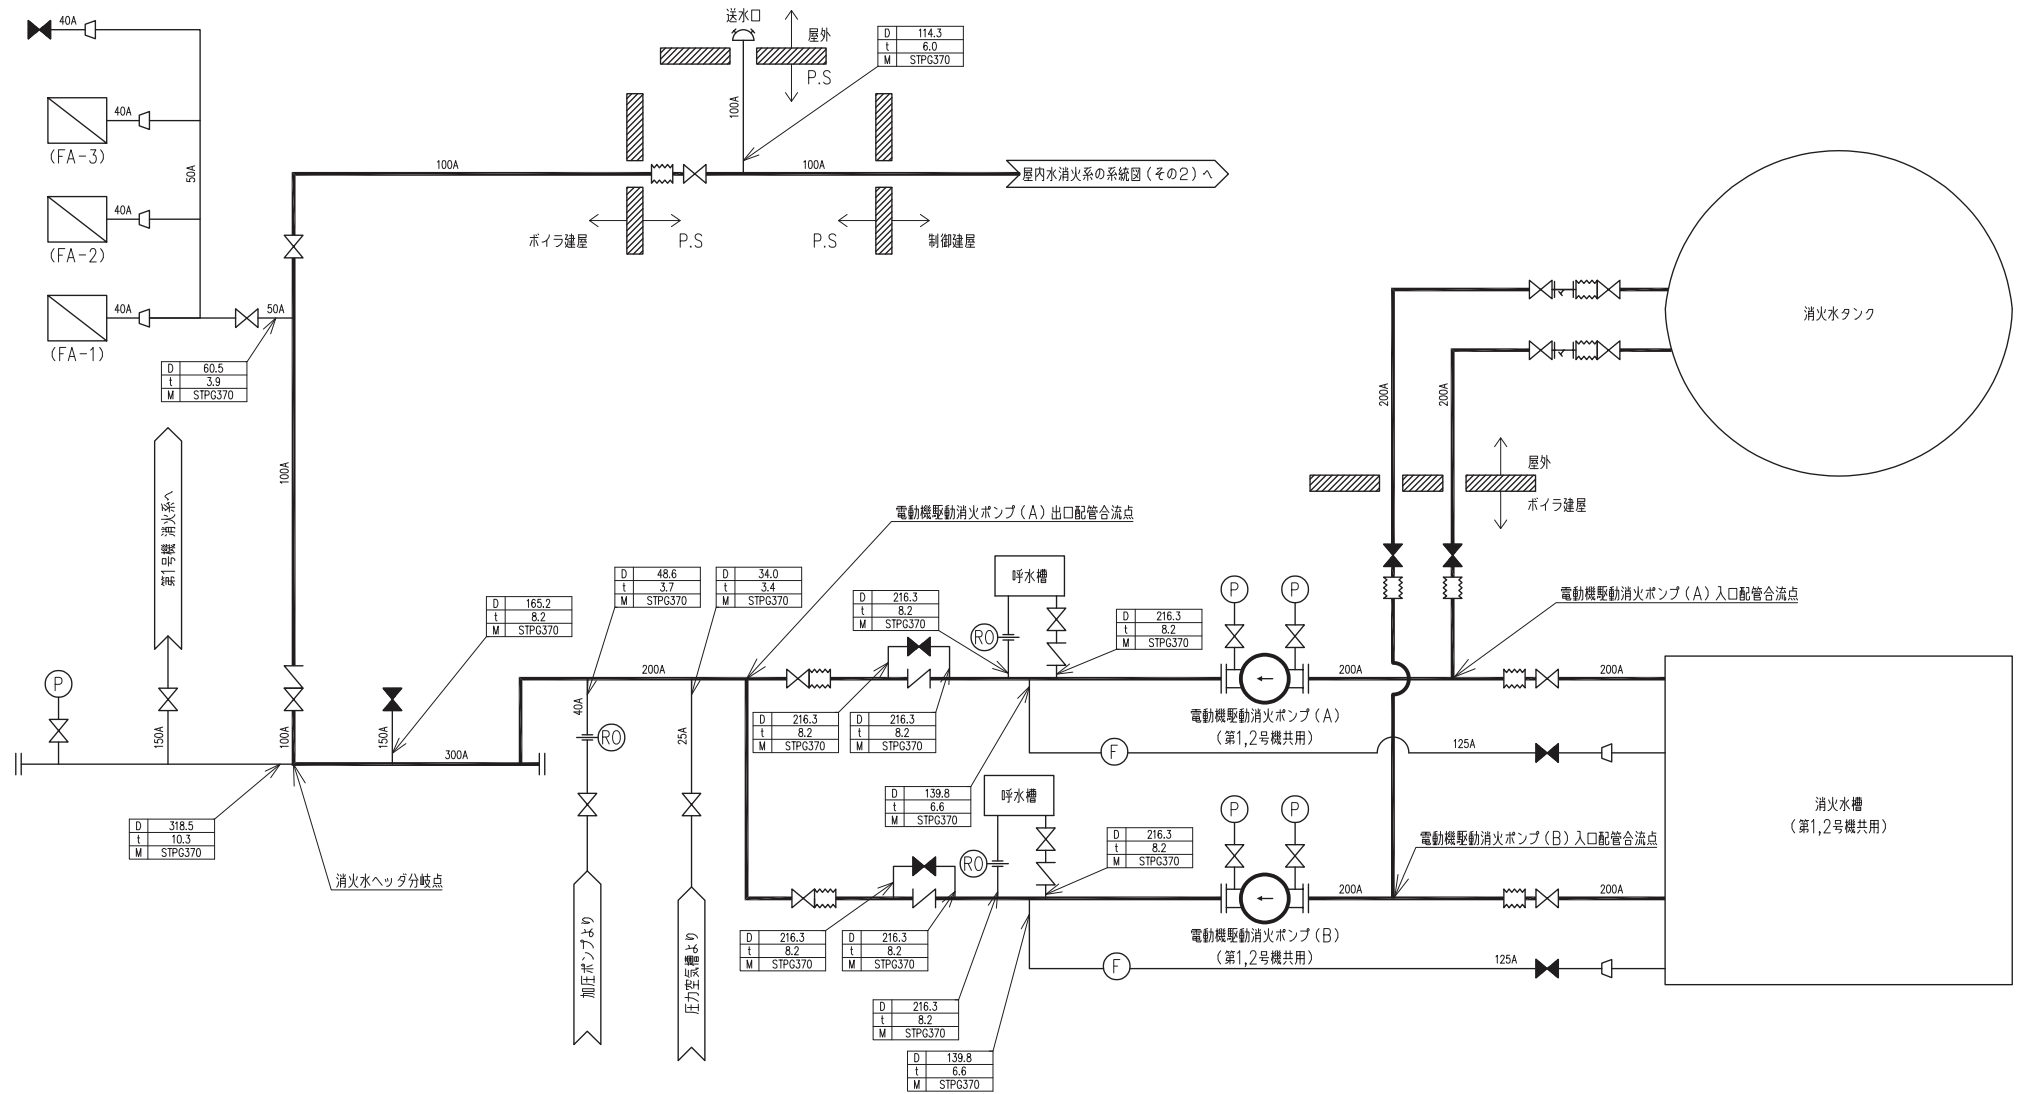 40A
送水口
屋外
P.S
D 114.3
t 6.0
M STPG370
40A
(FA-3)
50A
100A
40A
(FA-2)
100A
100A
屋内水消火系の系統図(その2)へ
ボイラ建屋
P.S
P.S
制御建屋
40A
50A
(FA-1)
D 60.5
t 3.9
M STPG370
消火水タンク
200A
200A
屋外
ボイラ建屋
100A
第1号機 消火系へ
電動機駆動消火ポンプ(A)出口配管合流点
D 48.6
t 3.7
M STPG370
D 34.0
t 3.4
M STPG370
呼水槽
D 216.3
t 8.2
M STPG370
RO
D 216.3
t 8.2
M STPG370
P
P
電動機駆動消火ポンプ(A)入口配管合流点
D 165.2
t 8.2
M STPG370
P
200A
200A
200A
150A
100A
150A
300A
40A
RO
25A
D 216.3
t 8.2
M STPG370
D 216.3
t 8.2
M STPG370
電動機駆動消火ポンプ(A)
(第1,2号機共用)
F
125A
D 139.8
t 6.6
M STPG370
呼水槽
RO
D 216.3
t 8.2
M STPG370
P
P
電動機駆動消火ポンプ(B)入口配管合流点
消火水槽
(第1,2号機共用)
D 318.5
t 10.3
M STPG370
消火水ヘッダ分岐点
200A
200A
加圧ポンプより
圧力空気槽より
D 216.3
t 8.2
M STPG370
D 216.3
t 8.2
M STPG370
電動機駆動消火ポンプ(B)
(第1,2号機共用)
F
125A
D 216.3
t 8.2
M STPG370
D 139.8
t 6.6
M STPG370